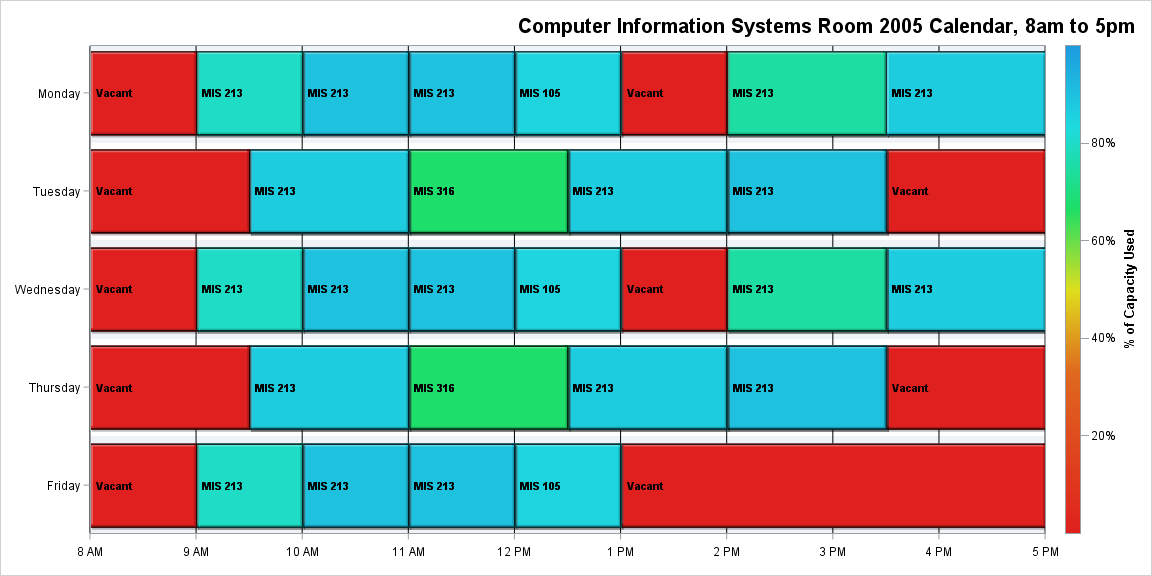 Computer Information Systems Room 2005 Calendar, 8am to 5pm
Monday
Vacant
MIS 213
MIS 213
MIS 213
MIS 105
Vacant
MIS 213
MIS 213
Tuesday
Vacant
MIS 213
MIS 316
MIS 213
MIS 213
Vacant
Wednesday
Vacant
MIS 213
MIS 213
MIS 213
MIS 105
Vacant
MIS 213
MIS 213
Thursday
Vacant
MIS 213
MIS 316
MIS 213
MIS 213
Vacant
Friday
Vacant
MIS 213
MIS 213
MIS 213
MIS 105
Vacant
8 AM
9 AM
10 AM
11 AM
12 PM
1 PM
2 PM
3 PM
4 PM
5 PM
80%
60%
40%
20%
% of Capacity Used